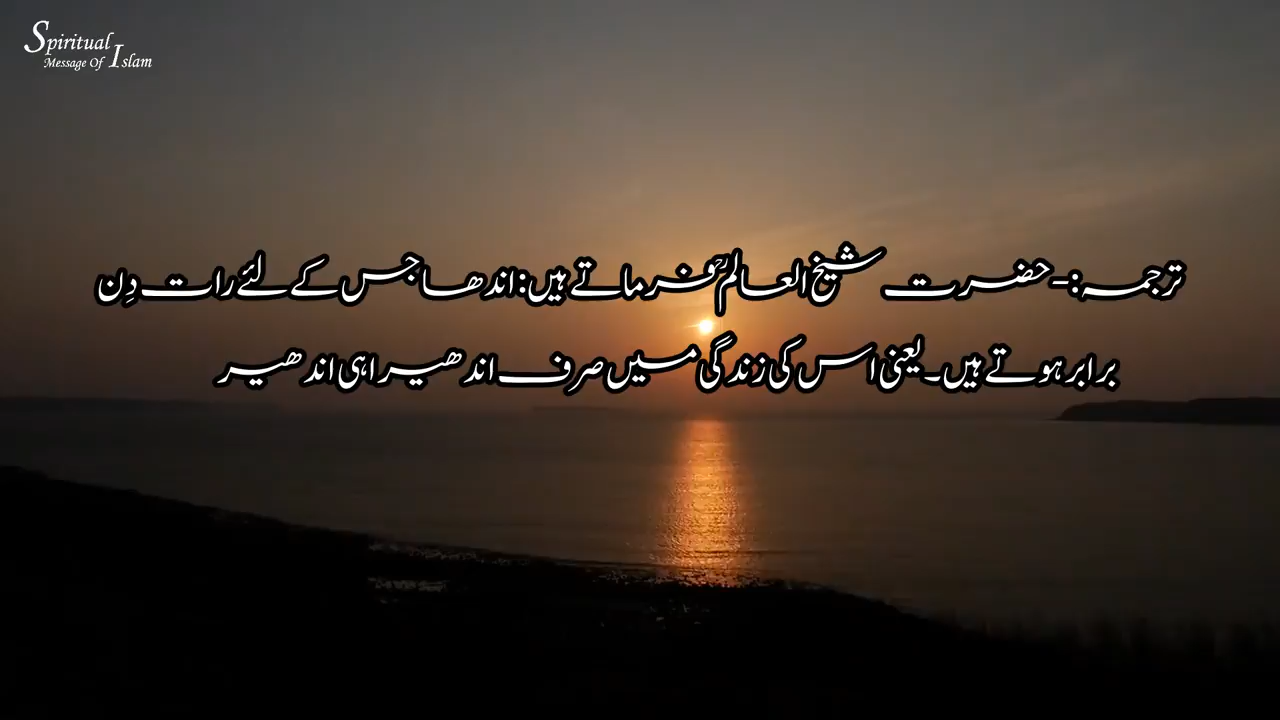 Spiritual
Message Of Islam
ترجمہ:- حضرت شیخ العالمؒ فرماتے ہیں: اندھا جس کے لئے رات دِن
برابر ہوتے ہیں۔ یعنی اس کی زندگی میں صرف اندھیرا ہی اندھیر